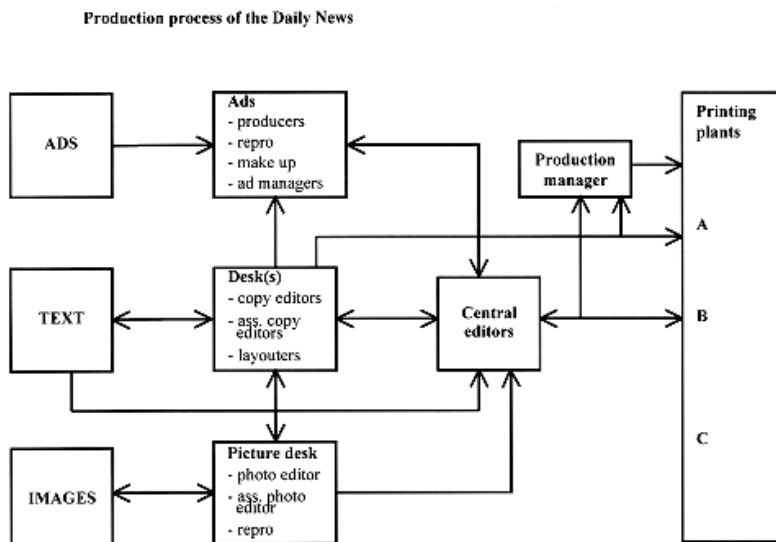 Production process of the Daily News
ADS
Ads
- producers
- repro
- make up
- ad managers
Production
manager
Printing
plants
A
B
C
TEXT
Desk(s)
- copy editors
- ass. copy
editors
- layouters
Central
editors
IMAGES
Picture desk
- photo editor
- ass. photo
editor
- repro